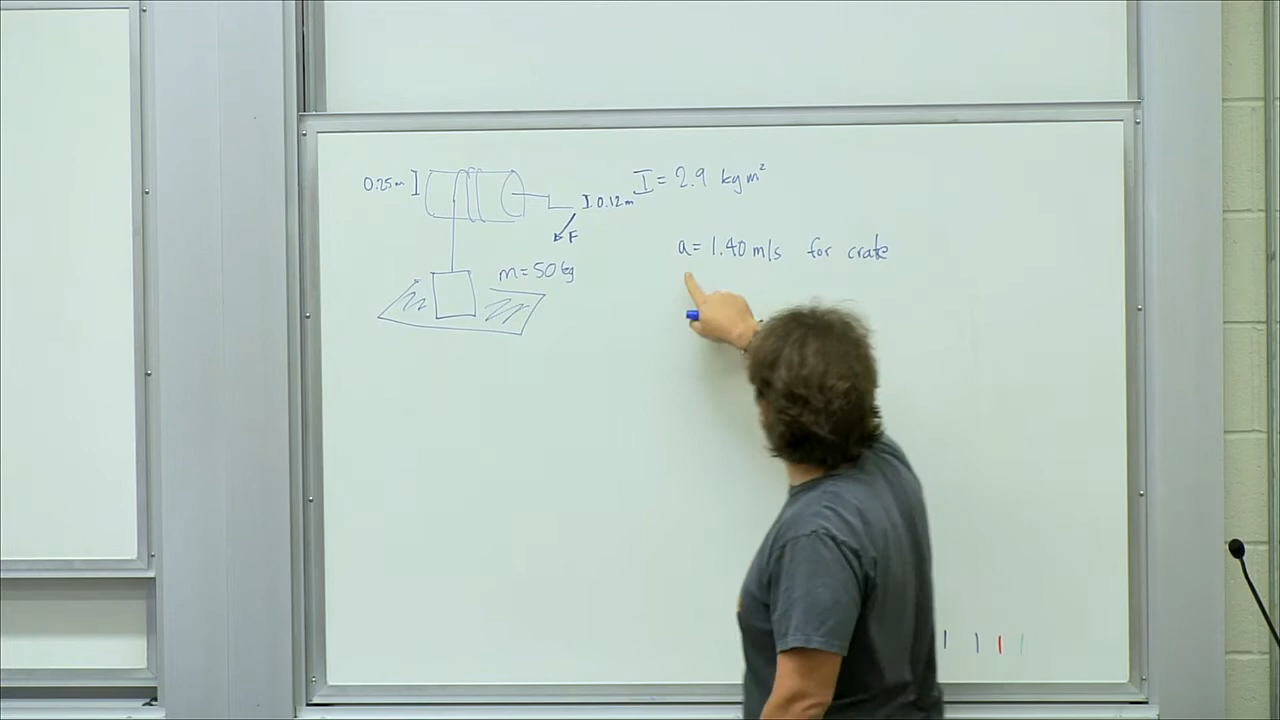 0.25m
0.12m
I = 2.9 kg m²
F
a = 1.40 m/s for crate
m = 50 kg